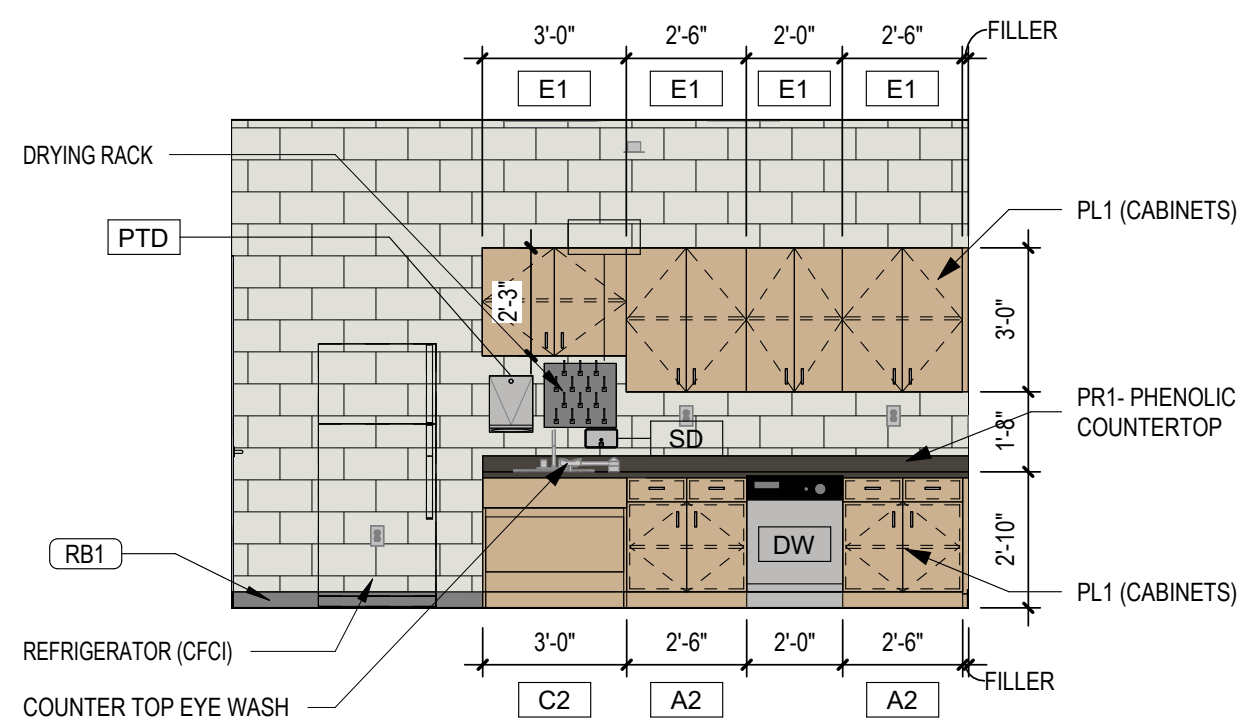 3'-0" 2'-6" 2'-0" 2'-6" FILLER
E1 E1 E1 E1
DRYING RACK
PTD
PL1 (CABINETS)
2'-3"
3'-0"
PR1- PHENOLIC
COUNTERTOP
1'-8"
SD
DW
2'-10"
RB1
PL1 (CABINETS)
REFRIGERATOR (CFCI)
3'-0" 2'-6" 2'-0" 2'-6" FILLER
COUNTER TOP EYE WASH
C2 A2 A2